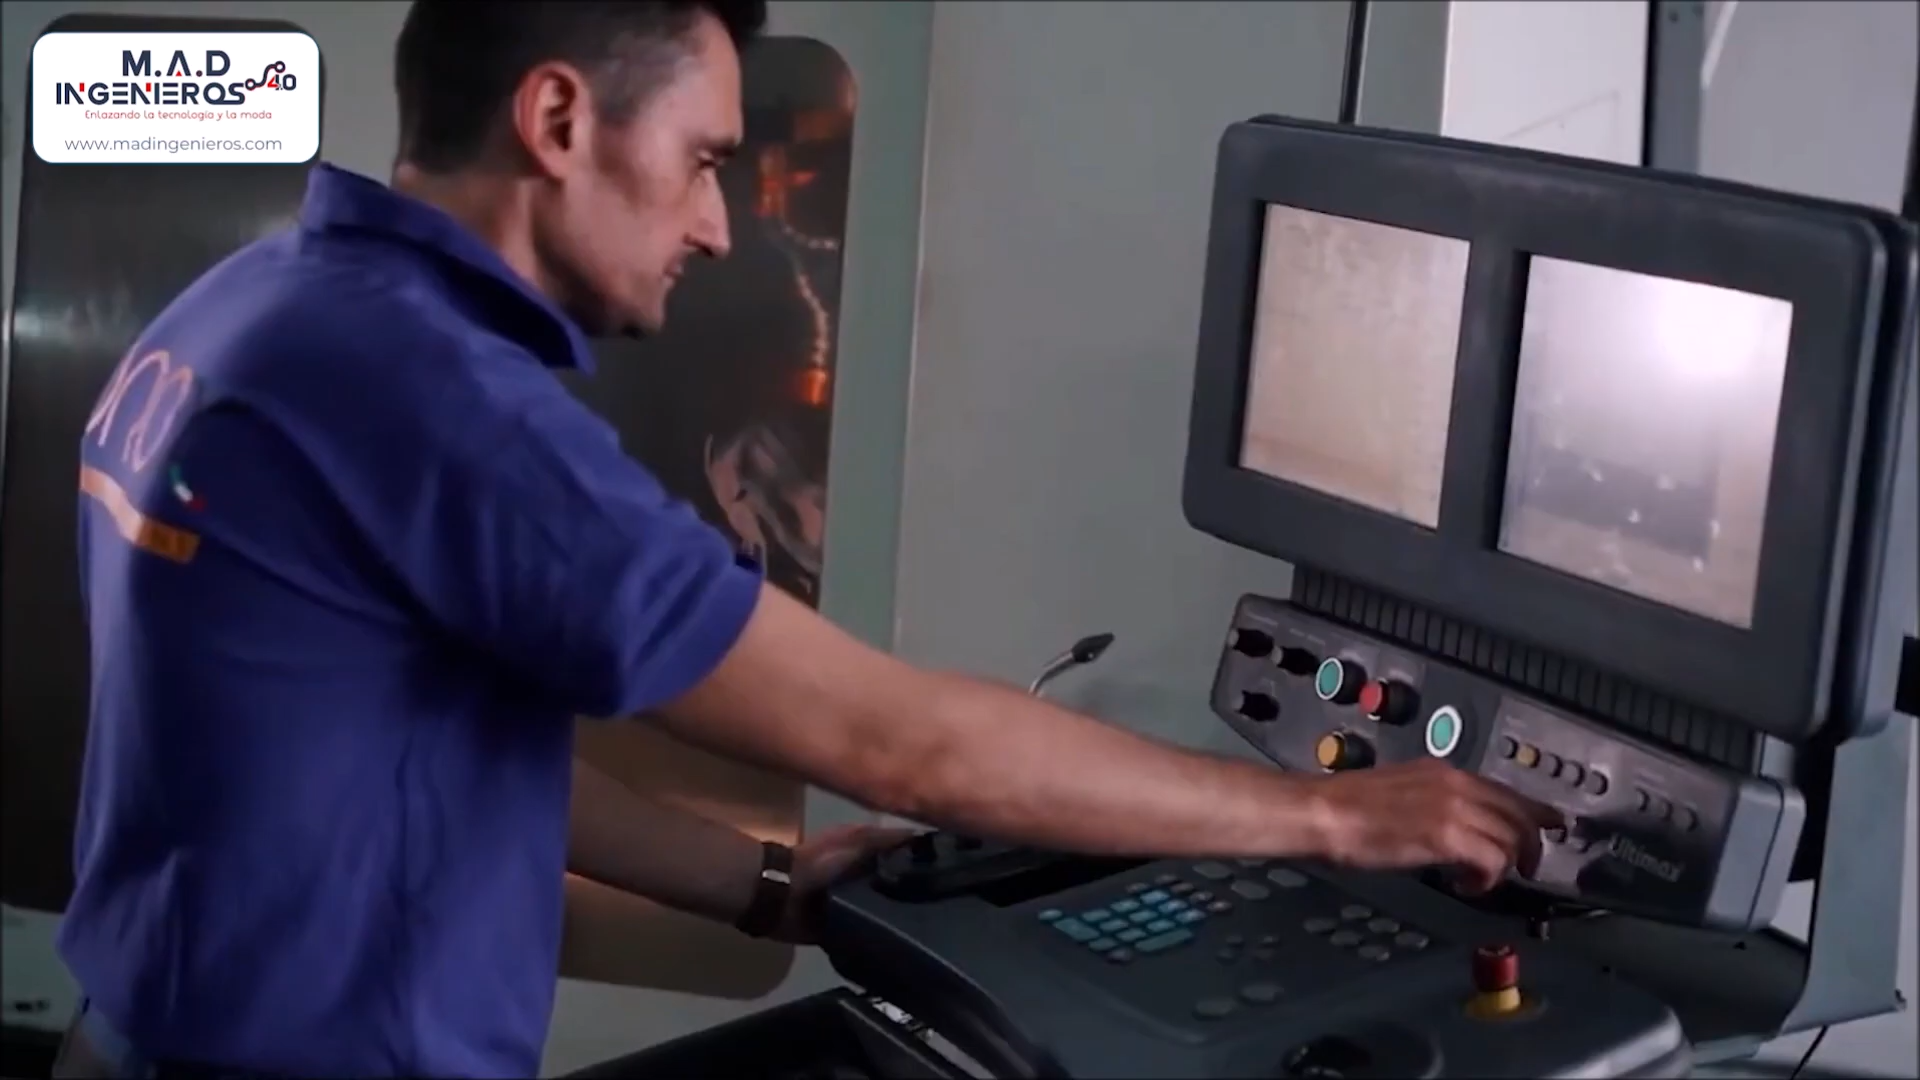 M.A.D
INGENIEROS 4.0
Enlazando la tecnología y la moda
www.madingenieros.com
Ultimax